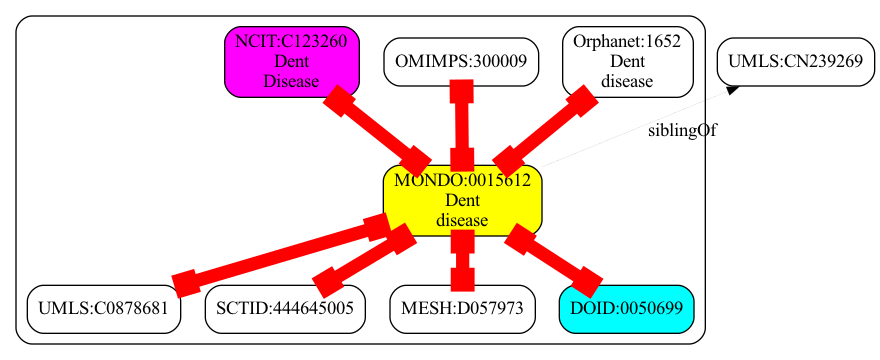 NCIT:C123260
Dent
Disease
OMIMPS:300009
Orphanet:1652
Dent
disease
UMLS:CN239269
siblingOf
MONDO:0015612
Dent
disease
UMLS:C0878681
SCTID:444645005
MESH:D057973
DOID:0050699